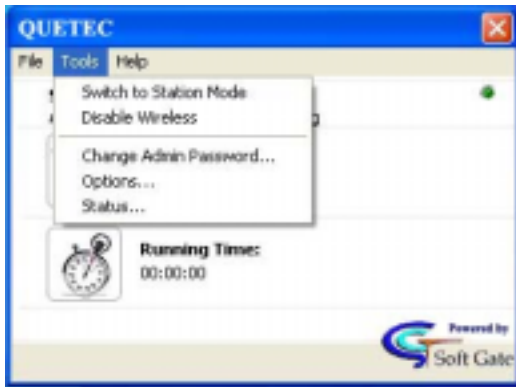 QUETEC
File Tools Help
Switch to Station Mode
Disable Wireless
Change Admin Password...
Options...
Status...
Running Time:
00:00:00
Powered by
Soft Gate